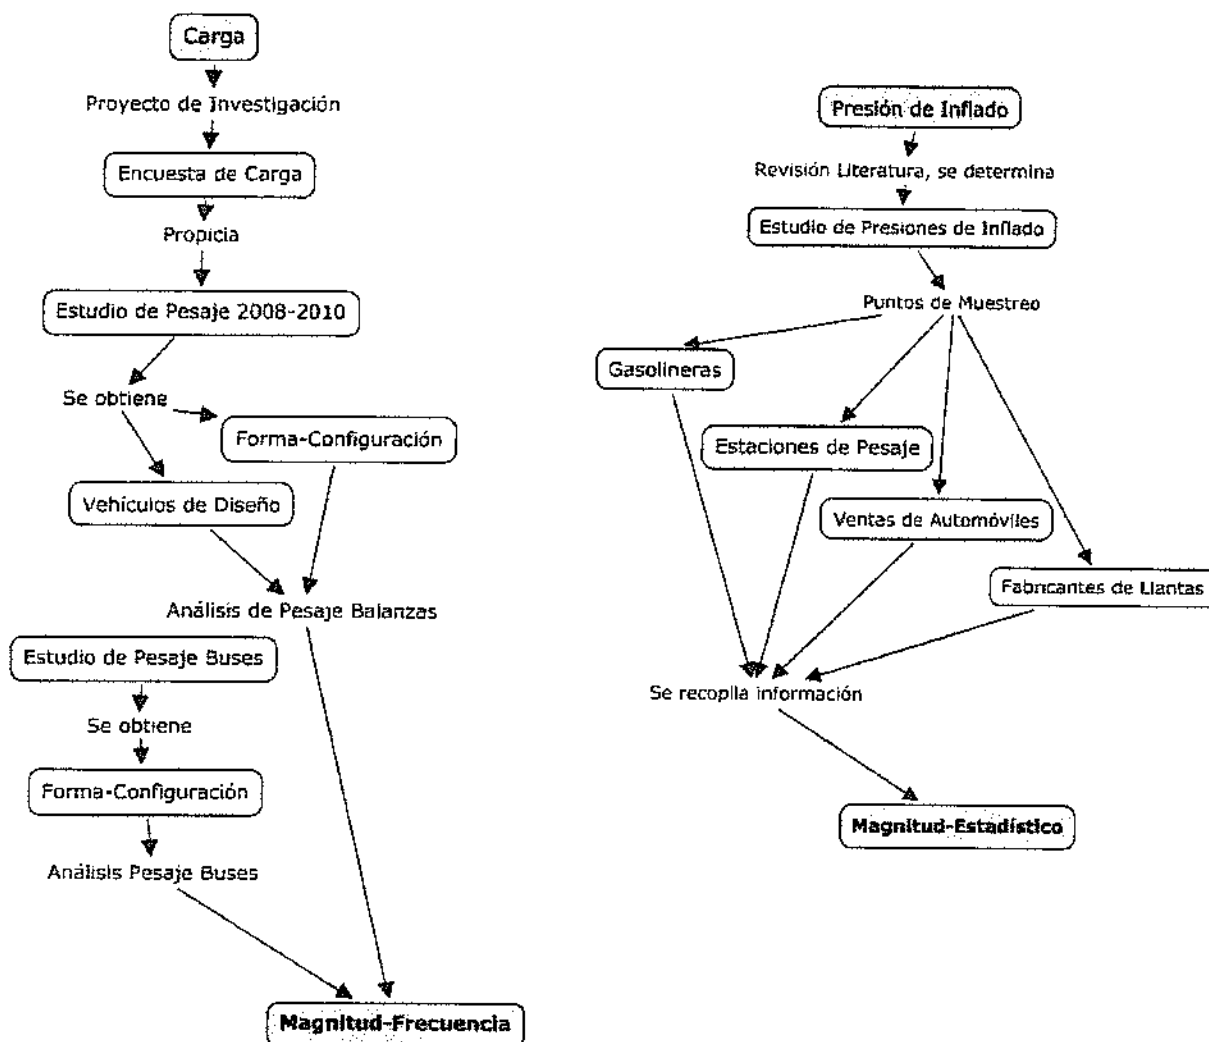 Carga
Proyecto de Investigación
Encuesta de Carga
Propicia
Estudio de Pesaje 2008-2010
Se obtiene
Forma-Configuración
Vehículos de Diseño
Análisis de Pesaje Balanzas
Estudio de Pesaje Buses
Se obtiene
Forma-Configuración
Análisis Pesaje Buses
Magnitud-Frecuencia
Presión de Inflado
Revisión Literatura, se determina
Estudio de Presiones de Inflado
Puntos de Muestreo
Gasolineras
Estaciones de Pesaje
Ventas de Automóviles
Fabricantes de Llantas
Se recopila información
Magnitud-Estadístico